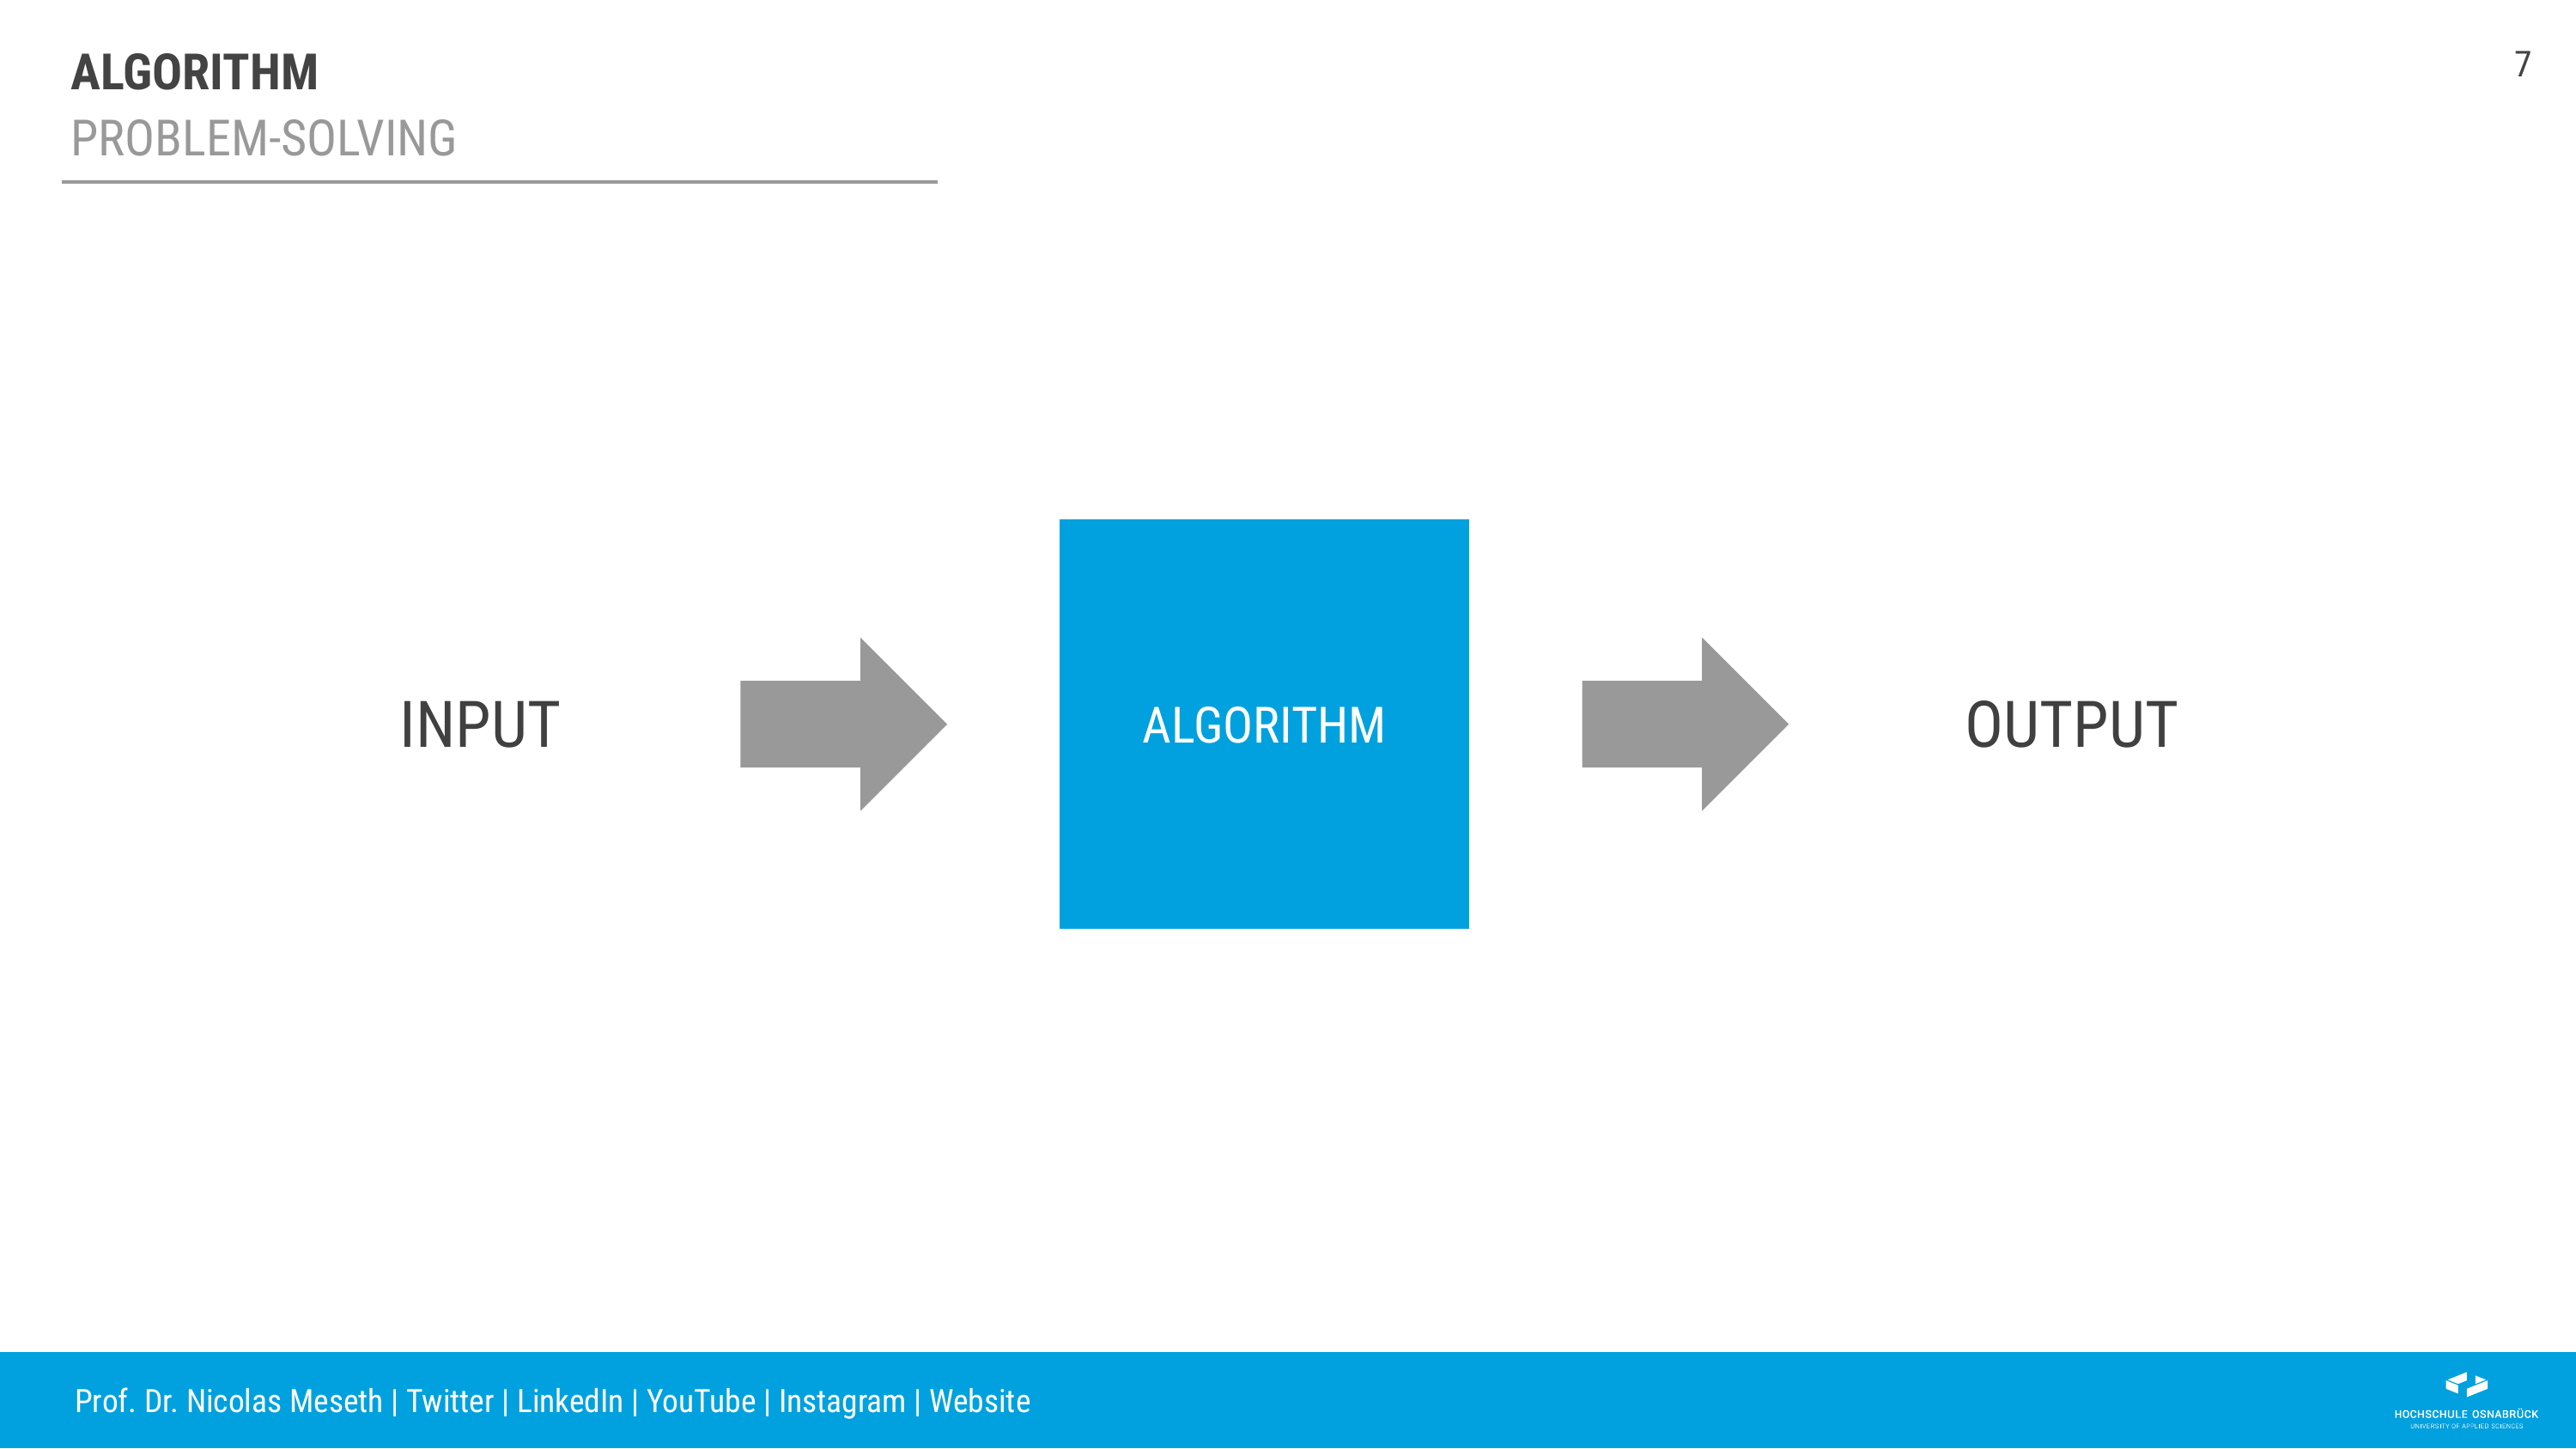 ALGORITHM
7
PROBLEM-SOLVING
INPUT
ALGORITHM
OUTPUT
Prof. Dr. Nicolas Meseth | Twitter | LinkedIn | YouTube | Instagram | Website
HOCHSCHULE OSNABRÜCK
UNIVERSITY OF APPLIED SCIENCES